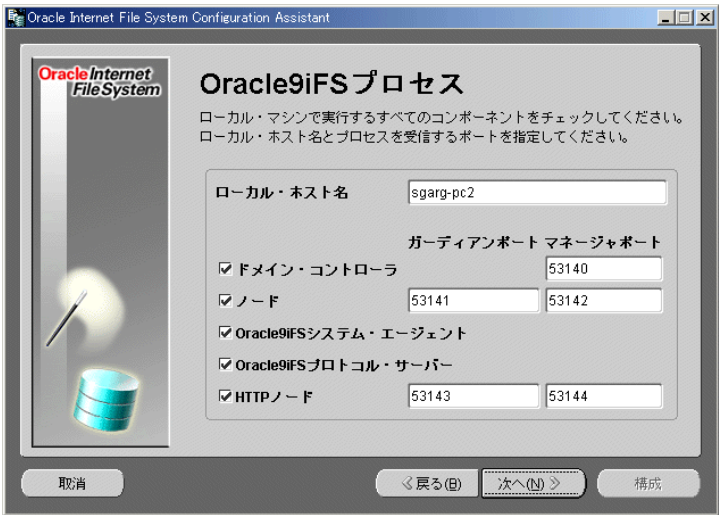 Oracle Internet File System Configuration Assistant
Oracle Internet
File System
Oracle9iFSプロセス
ローカル・マシンで実行するすべてのコンポーネントをチェックしてください。
ローカル・ホスト名とプロセスを受信するポートを指定してください。
ローカル・ホスト名 sgarg-pc2
ガーディアンポート マネージャポート
ドメイン・コントローラ 53140
ノード 53141 53142
Oracle9iFSシステム・エージェント
Oracle9iFSプロトコル・サーバー
HTTPノード 53143 53144
取消 戻る(B) 次へ(N) 構成